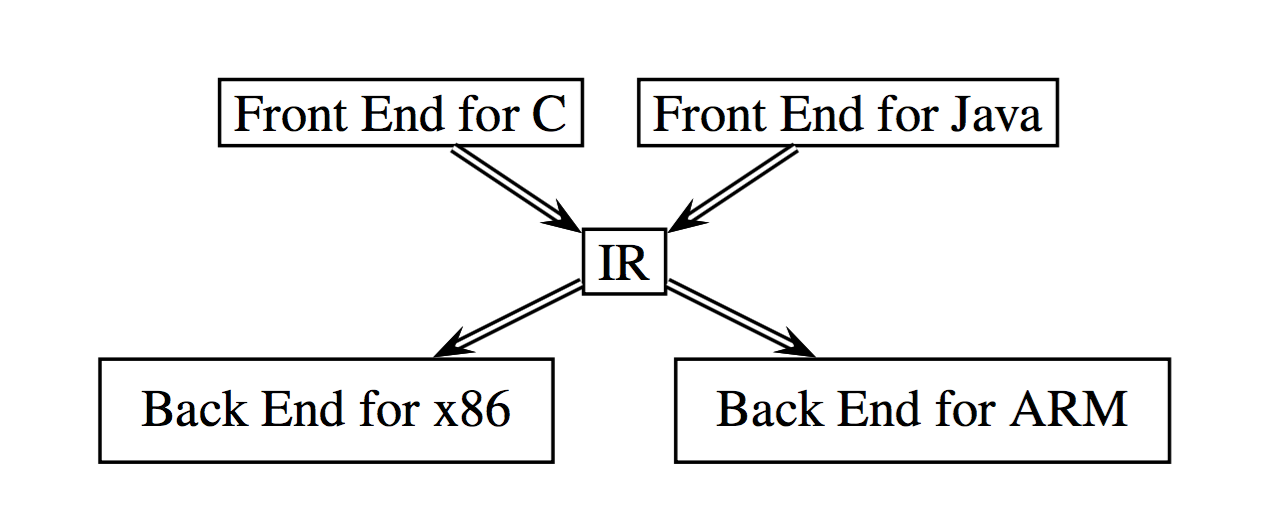 Front End for C
Front End for Java
IR
Back End for x86
Back End for ARM